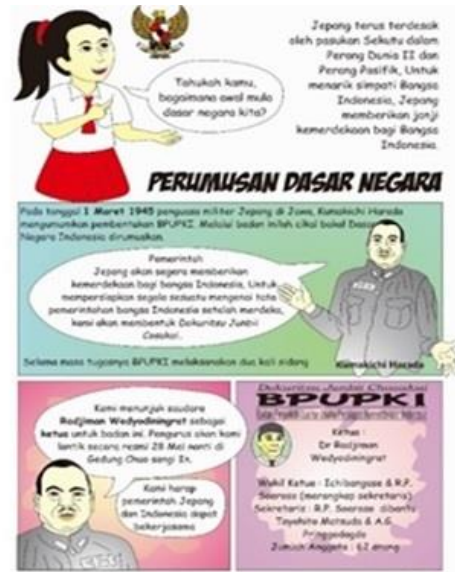 Tahukah kamu,
bagaimana awal mula
dasar negara kita?
Jepang terus terdesak
oleh pasukan Sekutu dalam
Perang Dunia II dan
Perang Pasifik, Untuk
menarik simpati Bangsa
Indonesia, Jepang
memberikan janji
kemerdekaan bagi Bangsa
Indonesia.
PERUMUSAN DASAR NEGARA
Pada tanggal 1 Maret 1945 penguasa militer Jepang di Jawa, Kumakichi Harada
mengumumkan pembentukan BPUPKI. Melalui badan inilah cikal bakal Dasar
Negara Indonesia dirumuskan.
Pemerintah
Jepang akan segera memberikan
kemerdekaan bagi bangsa Indonesia, Untuk
mempersiapkan segala sesuatu mengenai tata
pemerintahan bangsa Indonesia setelah merdeka,
kami akan membentuk Dokuritsu Junbii
Selama masa tugasnya BPUPKI melaksanakan dua kali sidang
Kumakichi Harada
Kami menunjuk saudara
Radjiman Wedyodiningrat sebagai
ketua untuk badan ini. Pengurus akan kami
lantik secara resmi 28 Mei nanti di
Gedung Chuo sangi In.
Kami harap
pemerintah Jepang
dan Indonesia dapat
bekerjasama
Dokuritsu Junbii
BPUPKI
Ketua :
Dr Radjiman
Wedyodiningrat
Wakil Ketua : Ichibangase & R.P.
Soeroso (merangkap sekretaris)
Sekretaris : R.P. Soeroso dibantu
Toyohito Matsuda & A.G.
Pringgodagdo
Jumlah Anggota : 62 orang